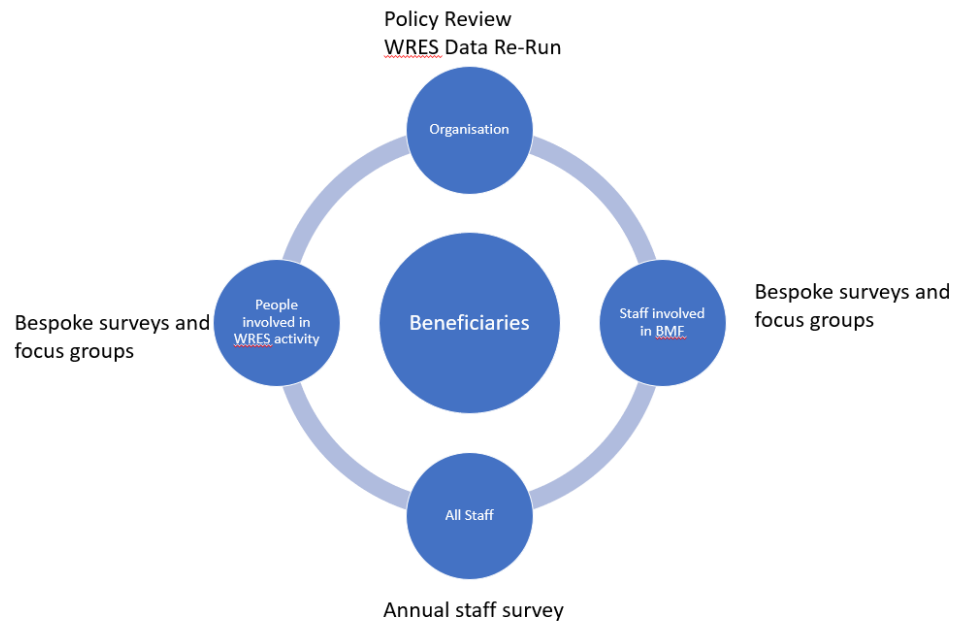 Policy Review
WRES Data Re-Run
Organisation
People
involved in
WRES activity
Bespoke surveys and
focus groups
Beneficiaries
Staff involved
in BMF
Bespoke surveys and
focus groups
All Staff
Annual staff survey